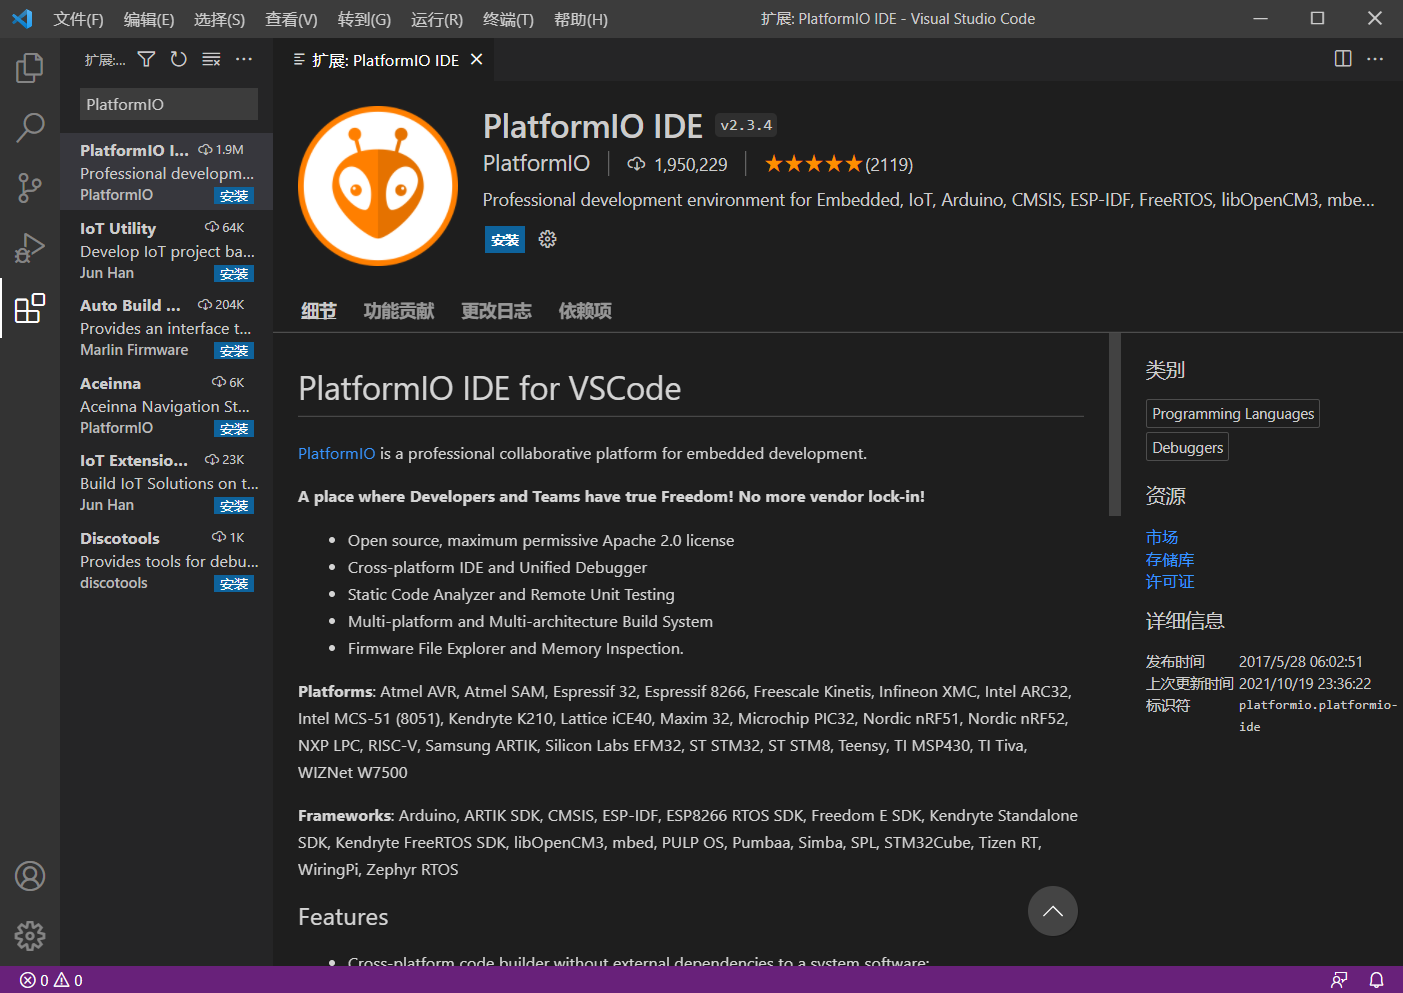 文件(F) 编辑(E) 选择(S) 查看(V) 转到(G) 运行(R) 终端(T) 帮助(H) 扩展: PlatformIO IDE - Visual Studio Code
扩展:...
PlatformIO
PlatformIO I... 1.9M
Professional developm...
PlatformIO 安装
IoT Utility 64K
Develop IoT project ba...
Jun Han 安装
Auto Build ... 204K
Provides an interface t...
Marlin Firmware 安装
Aceinna 6K
Aceinna Navigation St...
PlatformIO 安装
IoT Extensio... 23K
Build IoT Solutions on t...
Jun Han 安装
Discotools 1K
Provides tools for debu...
discotools 安装
扩展: PlatformIO IDE
PlatformIO IDE v2.3.4
PlatformIO 1,950,229 (2119)
Professional development environment for Embedded, IoT, Arduino, CMSIS, ESP-IDF, FreeRTOS, libOpenCM3, mbe...
安装
细节 功能贡献 更改日志 依赖项
PlatformIO IDE for VSCode
PlatformIO is a professional collaborative platform for embedded development.
A place where Developers and Teams have true Freedom! No more vendor lock-in!
• Open source, maximum permissive Apache 2.0 license
• Cross-platform IDE and Unified Debugger
• Static Code Analyzer and Remote Unit Testing
• Multi-platform and Multi-architecture Build System
• Firmware File Explorer and Memory Inspection.
Platforms: Atmel AVR, Atmel SAM, Espressif 32, Espressif 8266, Freescale Kinetis, Infineon XMC, Intel ARC32,
Intel MCS-51 (8051), Kendryte K210, Lattice iCE40, Maxim 32, Microchip PIC32, Nordic nRF51, Nordic nRF52,
NXP LPC, RISC-V, Samsung ARTIK, Silicon Labs EFM32, ST STM32, ST STM8, Teensy, TI MSP430, TI Tiva,
WIZNet W7500
Frameworks: Arduino, ARTIK SDK, CMSIS, ESP-IDF, ESP8266 RTOS SDK, Freedom E SDK, Kendryte Standalone
SDK, Kendryte FreeRTOS SDK, libOpenCM3, mbed, PULP OS, Pumbaa, Simba, SPL, STM32Cube, Tizen RT,
WiringPi, Zephyr RTOS
Features
• Cross-platform code builder without external dependencies to a system software:
类别
Programming Languages
Debuggers
资源
市场
存储库
许可证
详细信息
发布时间 2017/5/28 06:02:51
上次更新时间 2021/10/19 23:36:22
标识符 platformio.platformio-
ide
0 0